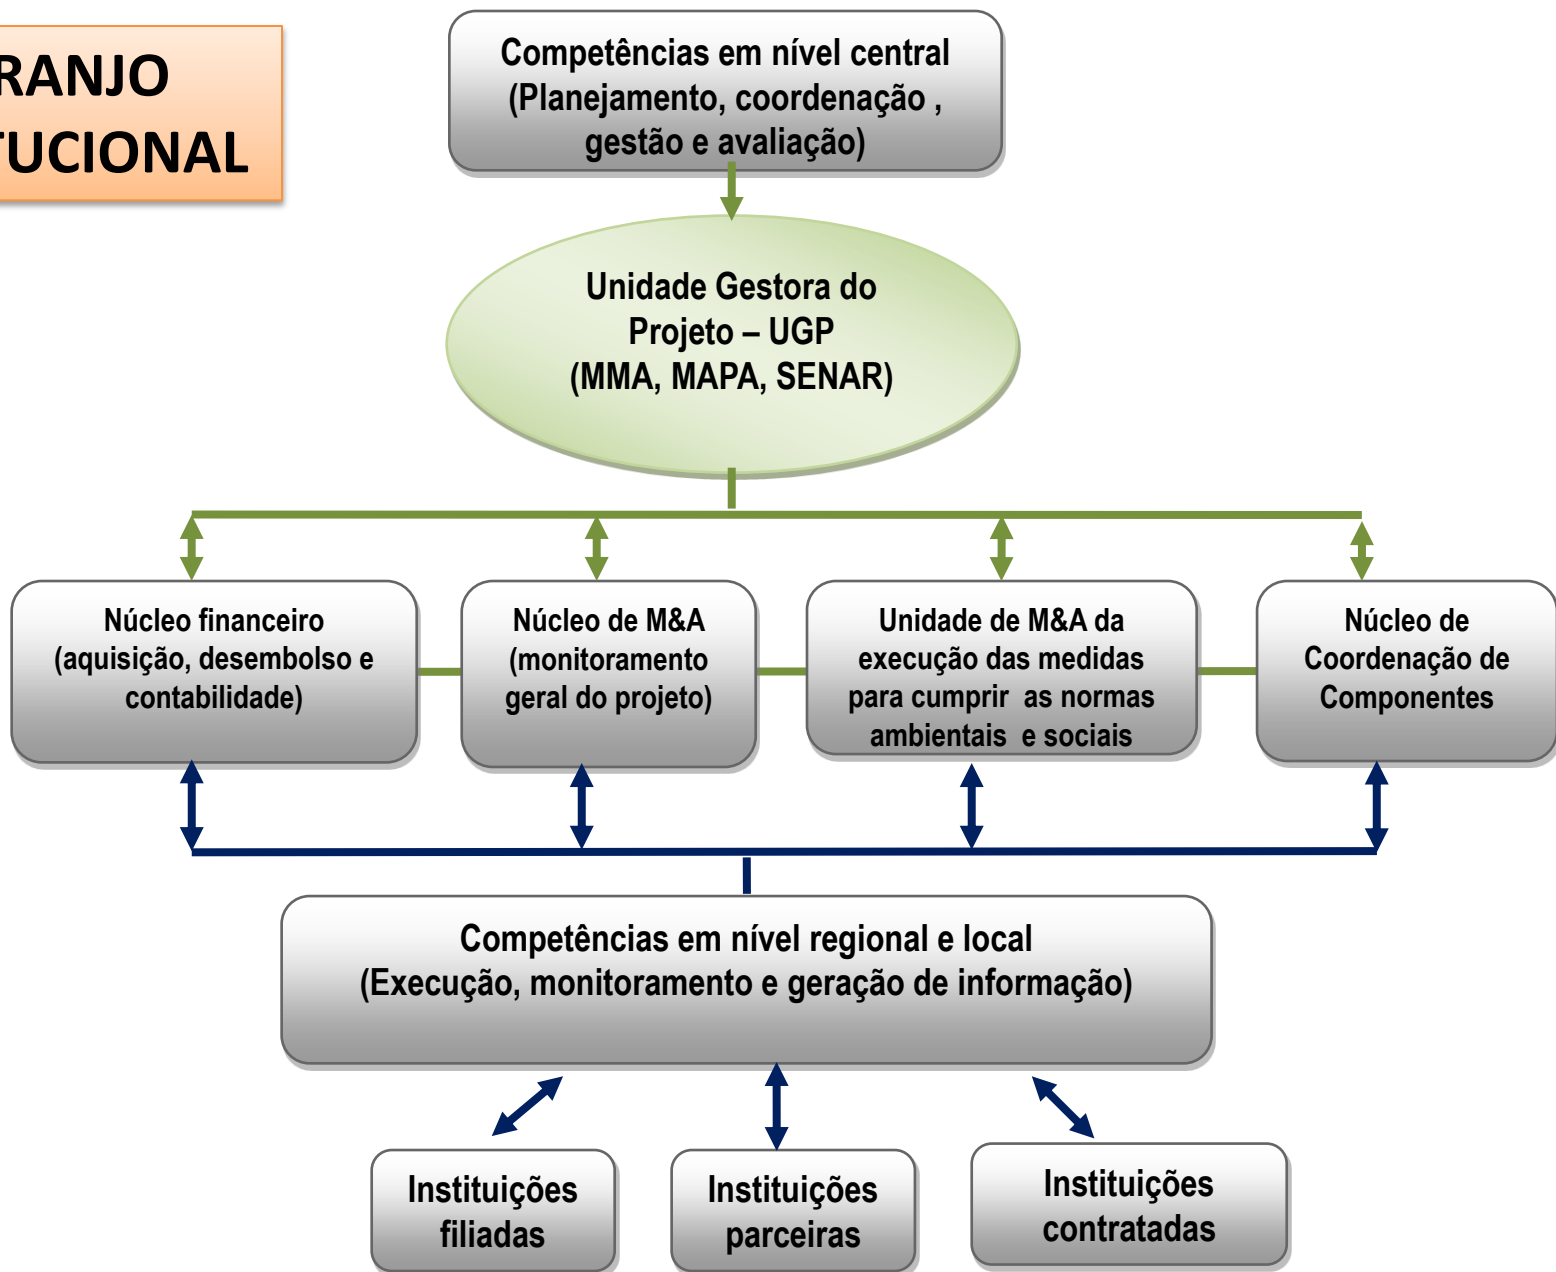 RANJO
TUCIONAL
Competências em nível central
(Planejamento, coordenação ,
gestão e avaliação)
Unidade Gestora do
Projeto – UGP
(MMA, MAPA, SENAR)
Núcleo financeiro
(aquisição, desembolso e
contabilidade)
Núcleo de M&A
(monitoramento
geral do projeto)
Unidade de M&A da
execução das medidas
para cumprir  as normas
ambientais  e sociais
Núcleo de
Coordenação de
Componentes
Competências em nível regional e local
(Execução, monitoramento e geração de informação)
Instituições
filiadas
Instituições
parceiras
Instituições
contratadas